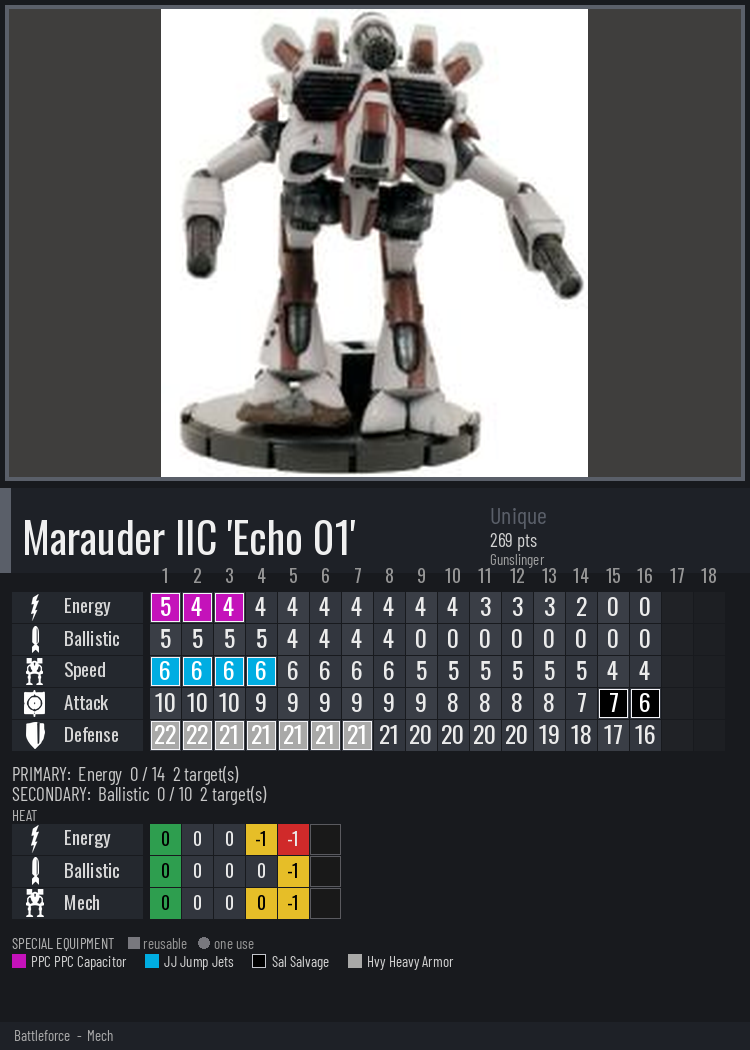 Marauder IIC 'Echo 01'
Unique
269 pts
Gunslinger
1 2 3 4 5 6 7 8 9 10 11 12 13 14 15 16 17 18
Energy 5 4 4 4 4 4 4 4 4 4 3 3 3 2 0 0
Ballistic 5 5 5 5 4 4 4 4 0 0 0 0 0 0 0 0
Speed 6 6 6 6 6 6 6 6 5 5 5 5 5 5 4 4
Attack 10 10 10 9 9 9 9 9 9 8 8 8 8 7 7 6
Defense 22 22 21 21 21 21 21 21 20 20 20 20 19 18 17 16
PRIMARY: Energy 0 / 14 2 target(s)
SECONDARY: Ballistic 0 / 10 2 target(s)
HEAT
Energy 0 0 0 -1 -1
Ballistic 0 0 0 0 -1
Mech 0 0 0 0 -1
SPECIAL EQUIPMENT reusable one use
PPC PPC Capacitor JJ Jump Jets Sal Salvage Hvy Heavy Armor
Battleforce - Mech